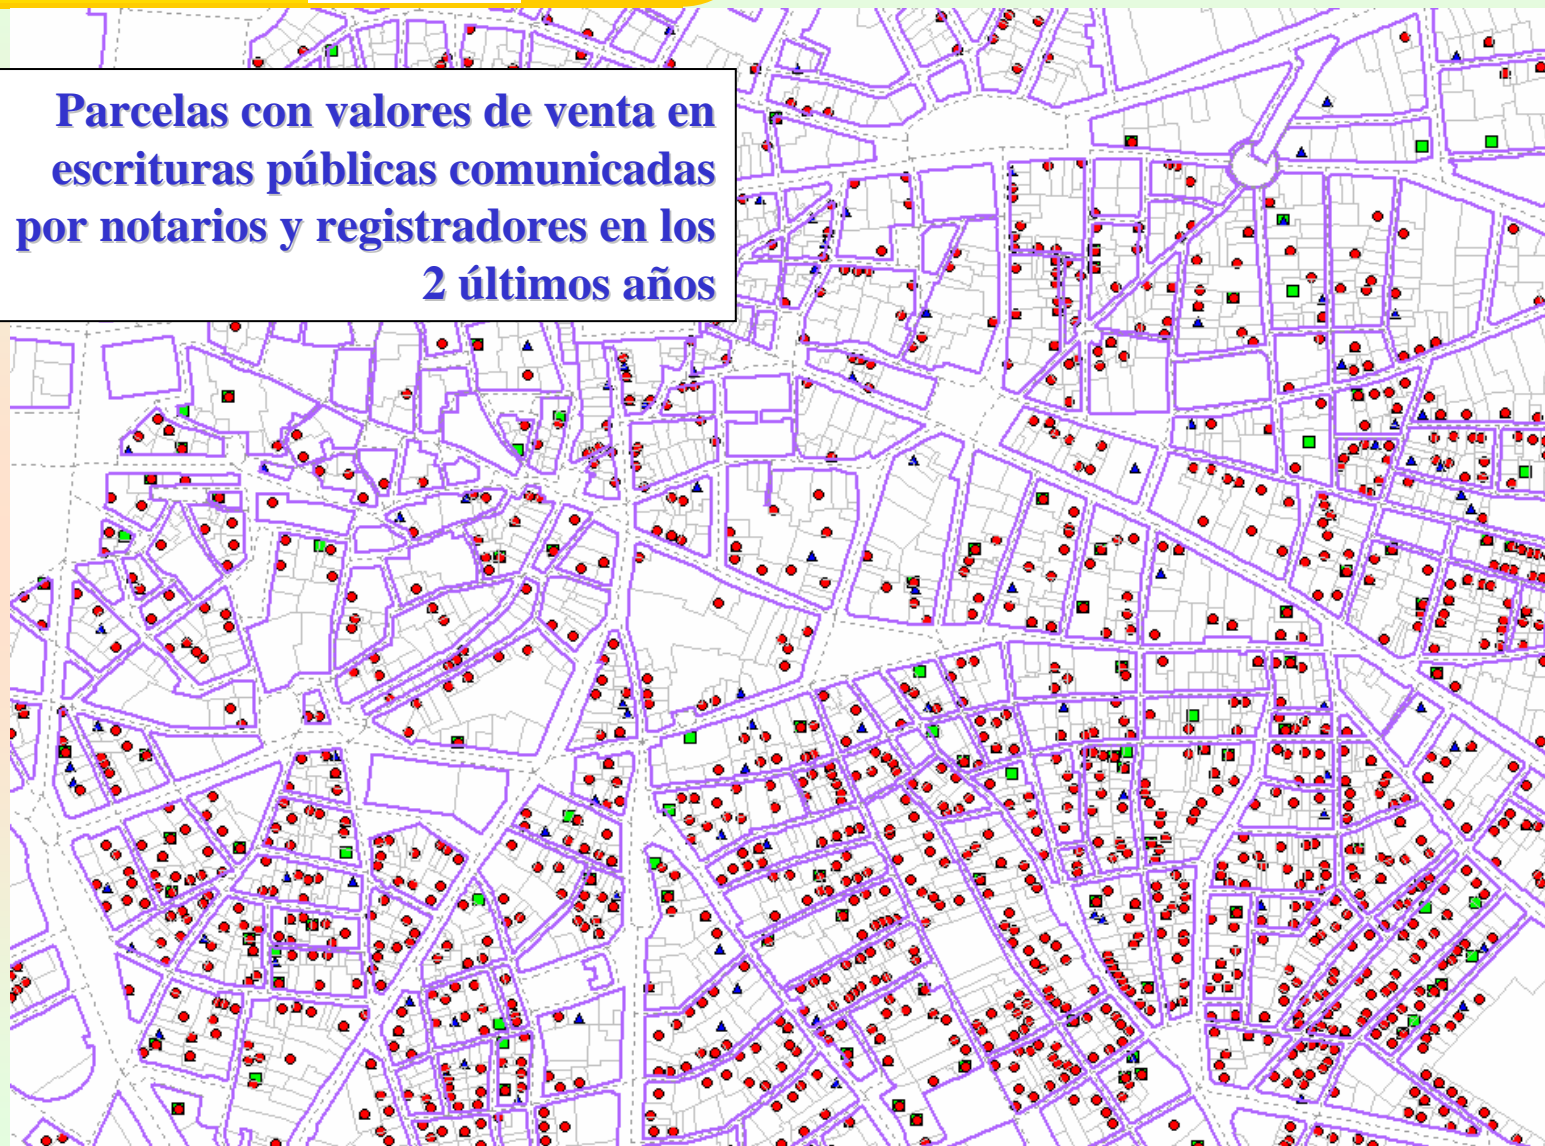 Parcelas con valores de venta en
escrituras públicas comunicadas
por notarios y registradores en los
2 últimos años